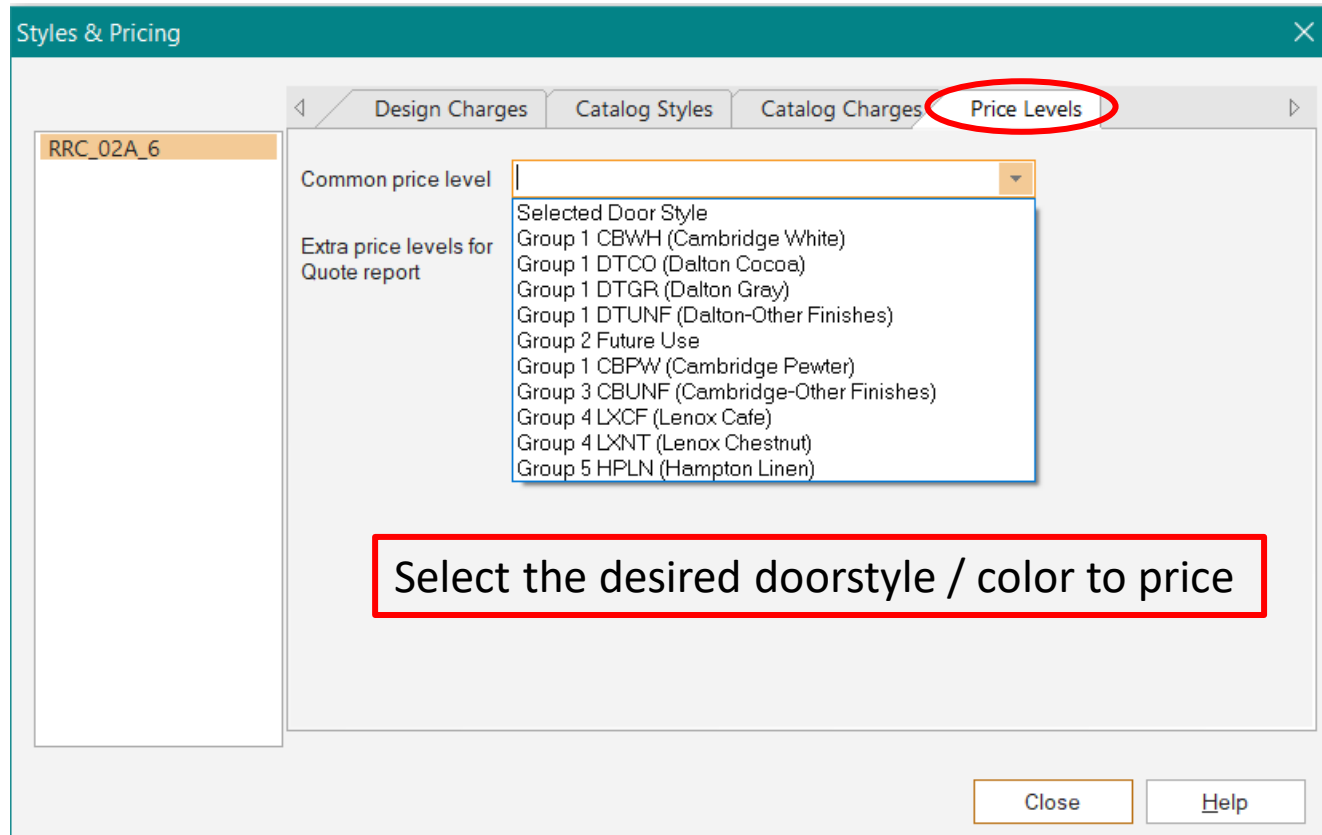 Styles & Pricing
Design Charges
Catalog Styles
Catalog Charges
Price Levels
RRC_02A_6
Common price level
Selected Door Style
Group 1 CBWH (Cambridge White)
Group 1 DTCO (Dalton Cocoa)
Group 1 DTGR (Dalton Gray)
Group 1 DTUNF (Dalton-Other Finishes)
Group 2 Future Use
Group 1 CBPW (Cambridge Pewter)
Group 3 CBUNF (Cambridge-Other Finishes)
Group 4 LXCF (Lenox Cafe)
Group 4 LXNT (Lenox Chestnut)
Group 5 HPLN (Hampton Linen)
Extra price levels for
Quote report
Select the desired doorstyle / color to price
Close
Help